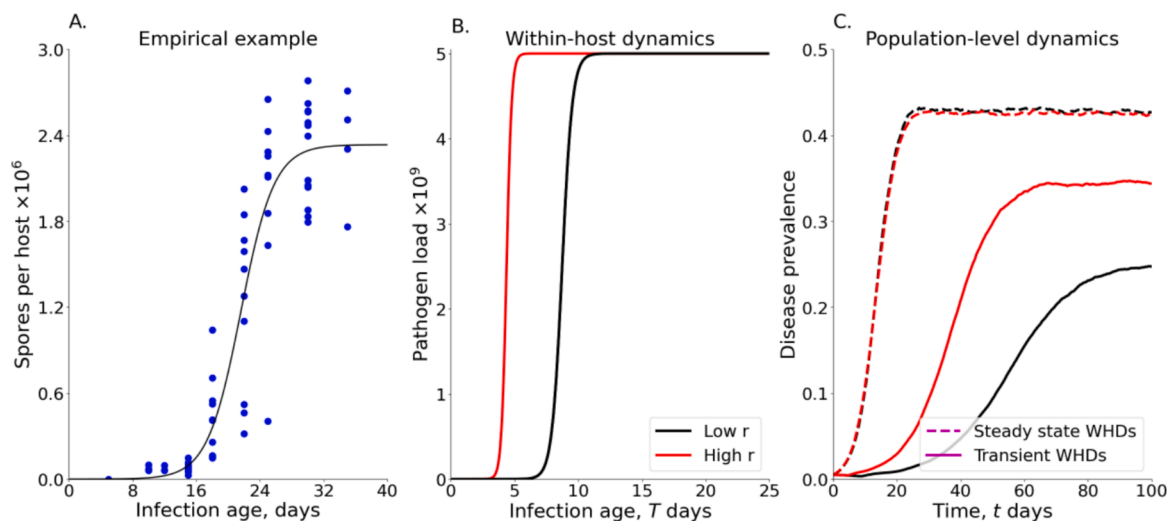 A.
Empirical example
Spores per host ×10⁶
3.0
2.4
1.8
1.2
0.6
0.0
0
8
16
24
32
40
Infection age, days
B.
Within-host dynamics
Pathogen load ×10⁹
5
4
3
2
1
0
0
5
10
15
20
25
Infection age, T days
Low r
High r
C.
Population-level dynamics
Disease prevalence
0.5
0.4
0.3
0.2
0.1
0.0
0
20
40
60
80
100
Time, t days
Steady state WHDs
Transient WHDs